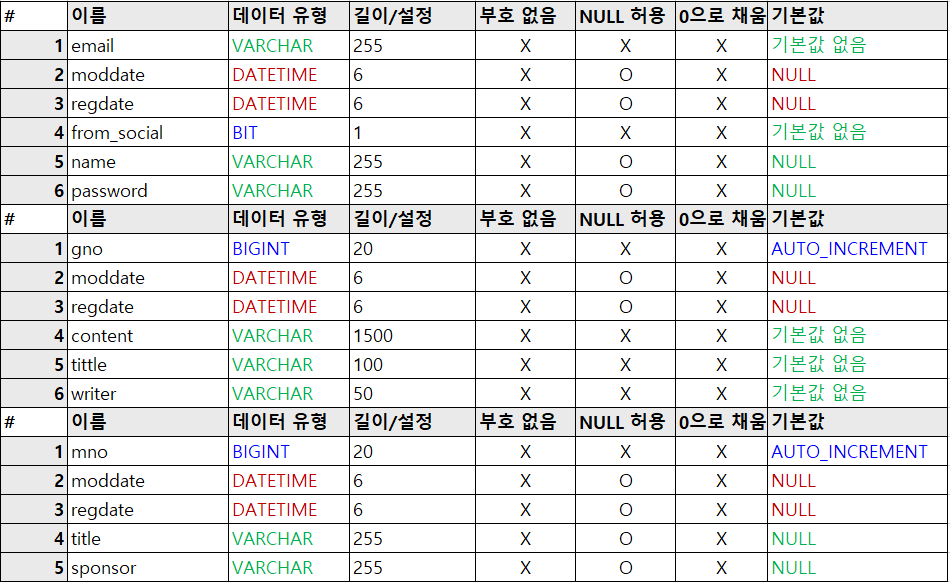 # 이름 데이터 유형 길이/설정 부호 없음 NULL 허용 0으로 채움 기본값
1 email VARCHAR 255 X X X 기본값 없음
2 moddate DATETIME 6 X O X NULL
3 regdate DATETIME 6 X O X NULL
4 from_social BIT 1 X X X 기본값 없음
5 name VARCHAR 255 X O X NULL
6 password VARCHAR 255 X O X NULL
# 이름 데이터 유형 길이/설정 부호 없음 NULL 허용 0으로 채움 기본값
1 gno BIGINT 20 X X X AUTO_INCREMENT
2 moddate DATETIME 6 X O X NULL
3 regdate DATETIME 6 X O X NULL
4 content VARCHAR 1500 X X X 기본값 없음
5 tittle VARCHAR 100 X X X 기본값 없음
6 writer VARCHAR 50 X X X 기본값 없음
# 이름 데이터 유형 길이/설정 부호 없음 NULL 허용 0으로 채움 기본값
1 mno BIGINT 20 X X X AUTO_INCREMENT
2 moddate DATETIME 6 X O X NULL
3 regdate DATETIME 6 X O X NULL
4 title VARCHAR 255 X O X NULL
5 sponsor VARCHAR 255 X O X NULL